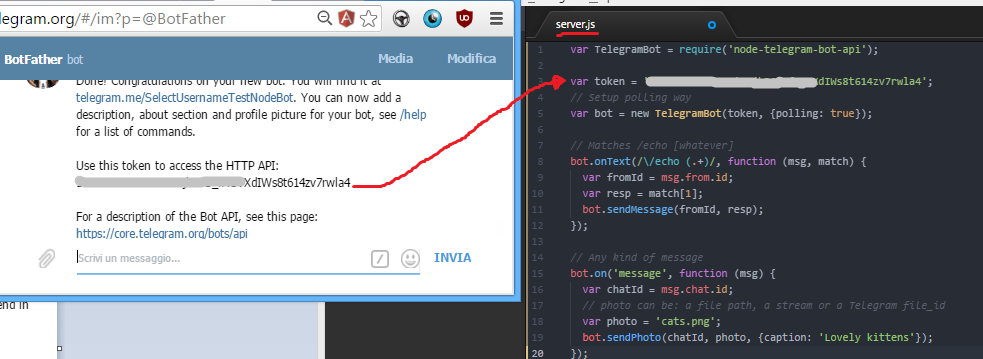 legram.org/#/im?p=@BotFather
BotFather bot
Media
Modifica
Done! Congratulations on your new bot. You will find it at
telegram.me/SelectUsernameTestNodeBot. You can now add a
description, about section and profile picture for your bot, see /help
for a list of commands.
Use this token to access the HTTP API:
XdIWs8t614zv7rwla4
For a description of the Bot API, see this page:
https://core.telegram.org/bots/api
Scrivi un messaggio...
INVIA
end in
server.js
1 var TelegramBot = require('node-telegram-bot-api');
2
var token = ' XdIWs8t614zv7rwla4';
4 // Setup polling way
5 var bot = new TelegramBot(token, {polling: true});
6
7 // Matches /echo [whatever]
8 bot.onText(/\/echo (.+)/, function (msg, match) {
9 var fromId = msg.from.id;
10 var resp = match[1];
11 bot.sendMessage(fromId, resp);
12 });
13
14 // Any kind of message
15 bot.on('message', function (msg) {
16 var chatId = msg.chat.id;
17 // photo can be: a file path, a stream or a Telegram file_id
18 var photo = 'cats.png';
19 bot.sendPhoto(chatId, photo, {caption: 'Lovely kittens'});
20 });